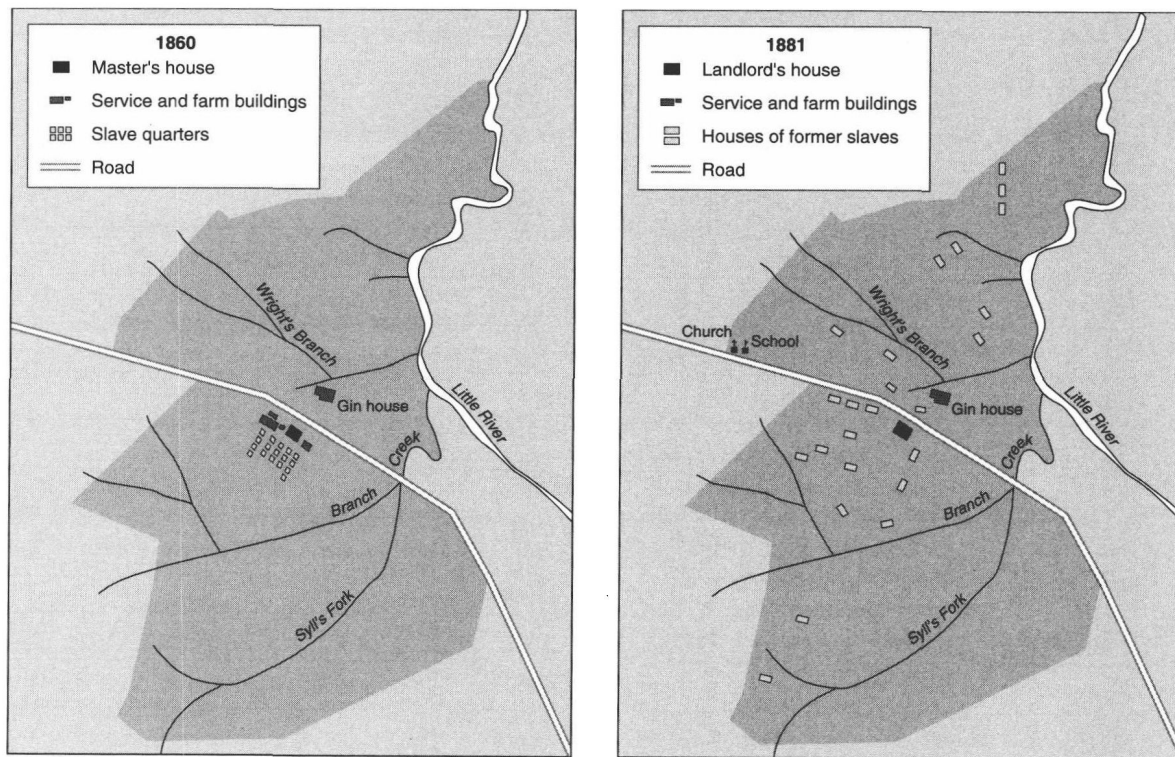 1860
Master's house
Service and farm buildings
Slave quarters
Road
Wright's Branch
Gin house
Little River
Creek
Branch
Syll's Fork
1881
Landlord's house
Service and farm buildings
Houses of former slaves
Road
Church
School
Wright's Branch
Gin house
Little River
Creek
Branch
Syll's Fork